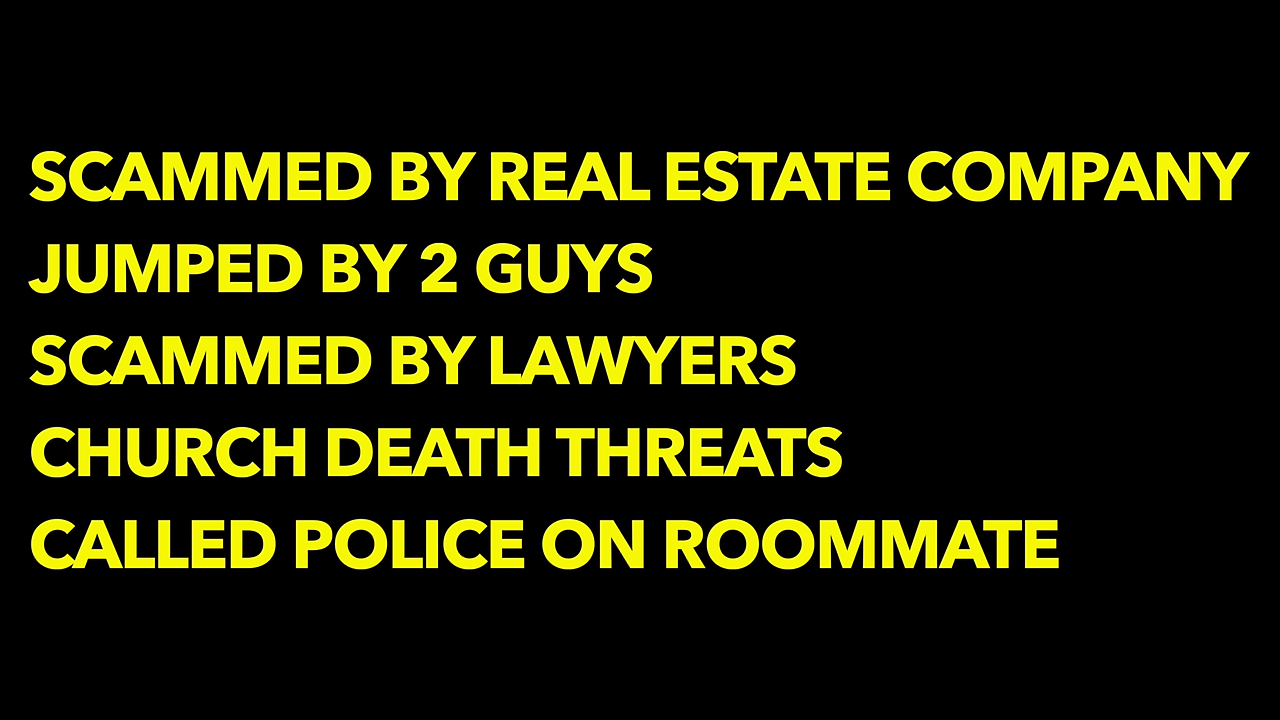 SCAMMED BY REAL ESTATE COMPANY
JUMPED BY 2 GUYS
SCAMMED BY LAWYERS
CHURCH DEATH THREATS
CALLED POLICE ON ROOMMATE